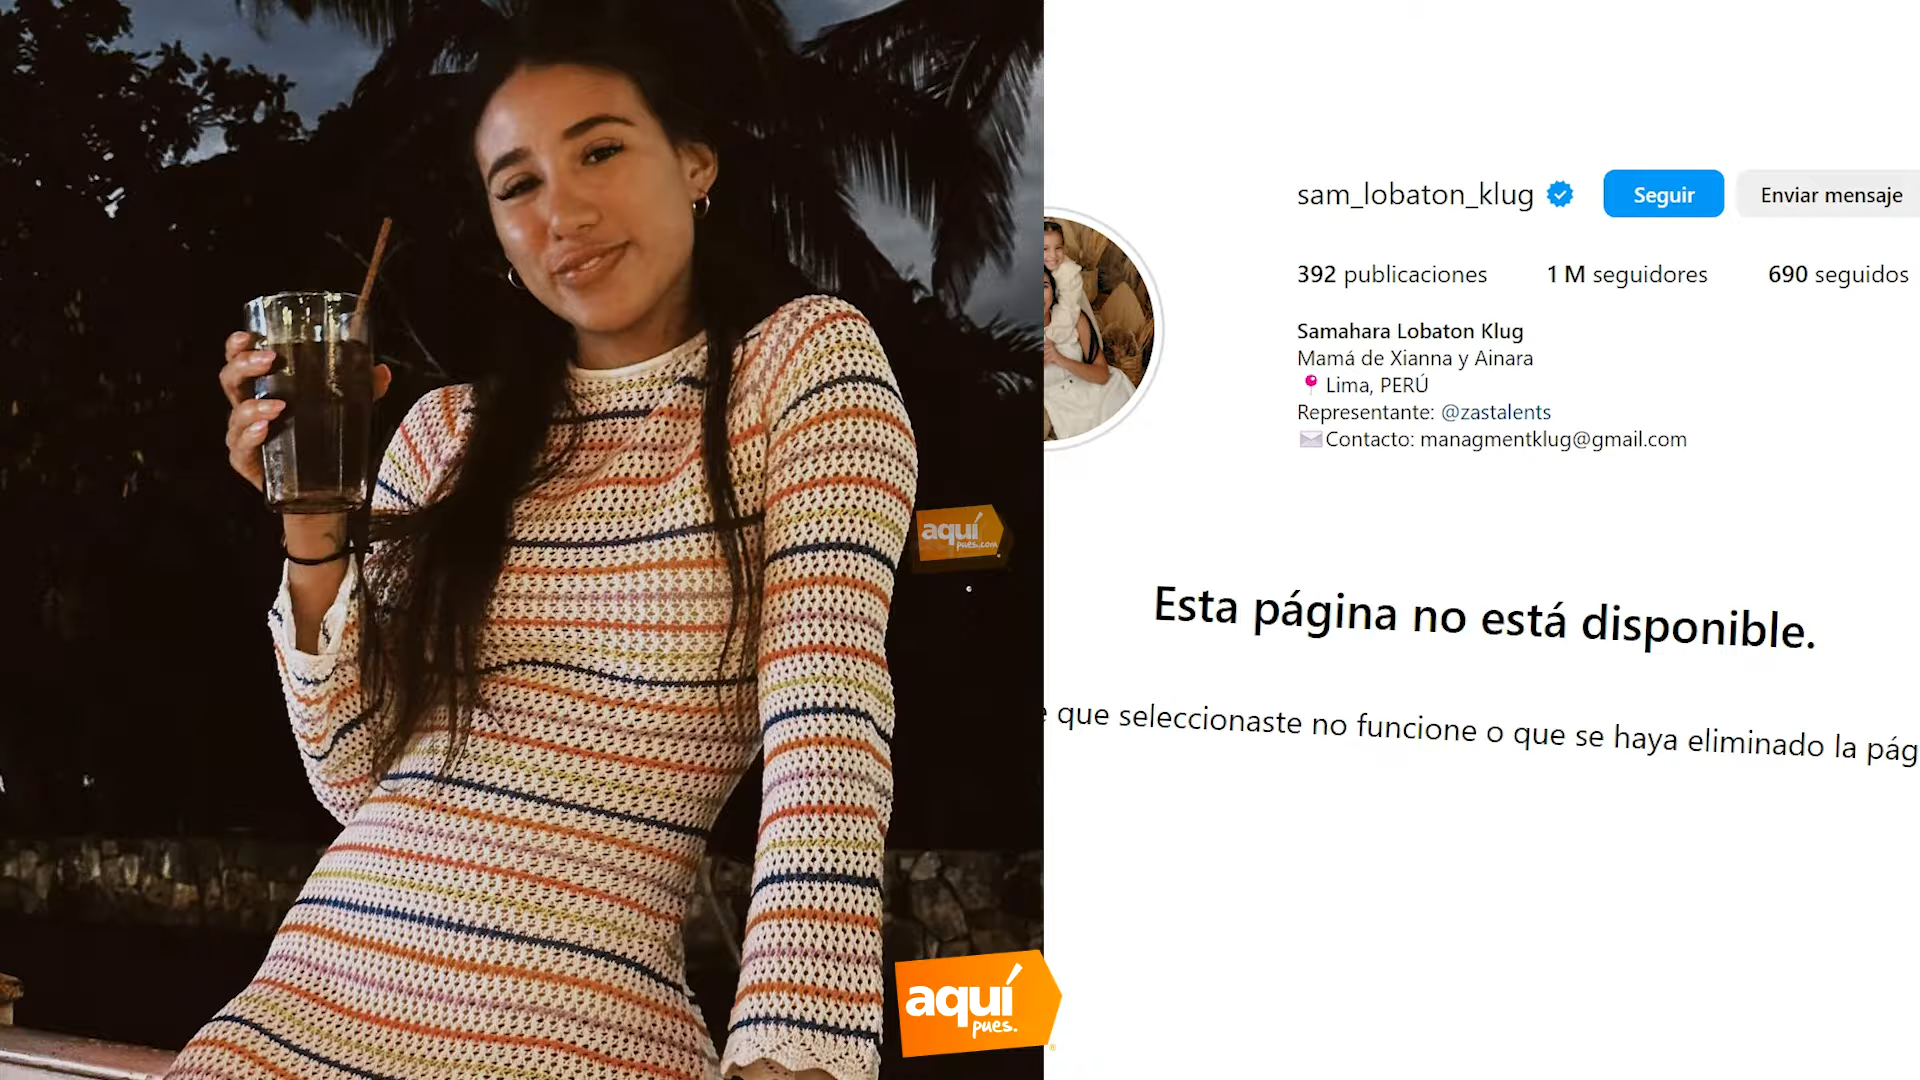 sam_lobaton_klug
Seguir
Enviar mensaje
392 publicaciones
1 M seguidores
690 seguidos
Samahara Lobaton Klug
Mamá de Xianna y Ainara
Lima, PERÚ
Representante: @zastalents
Contacto: managmentklug@gmail.com
aquí
pues.com
Esta página no está disponible.
que seleccionaste no funcione o que se haya eliminado la pág
aquí
pues.